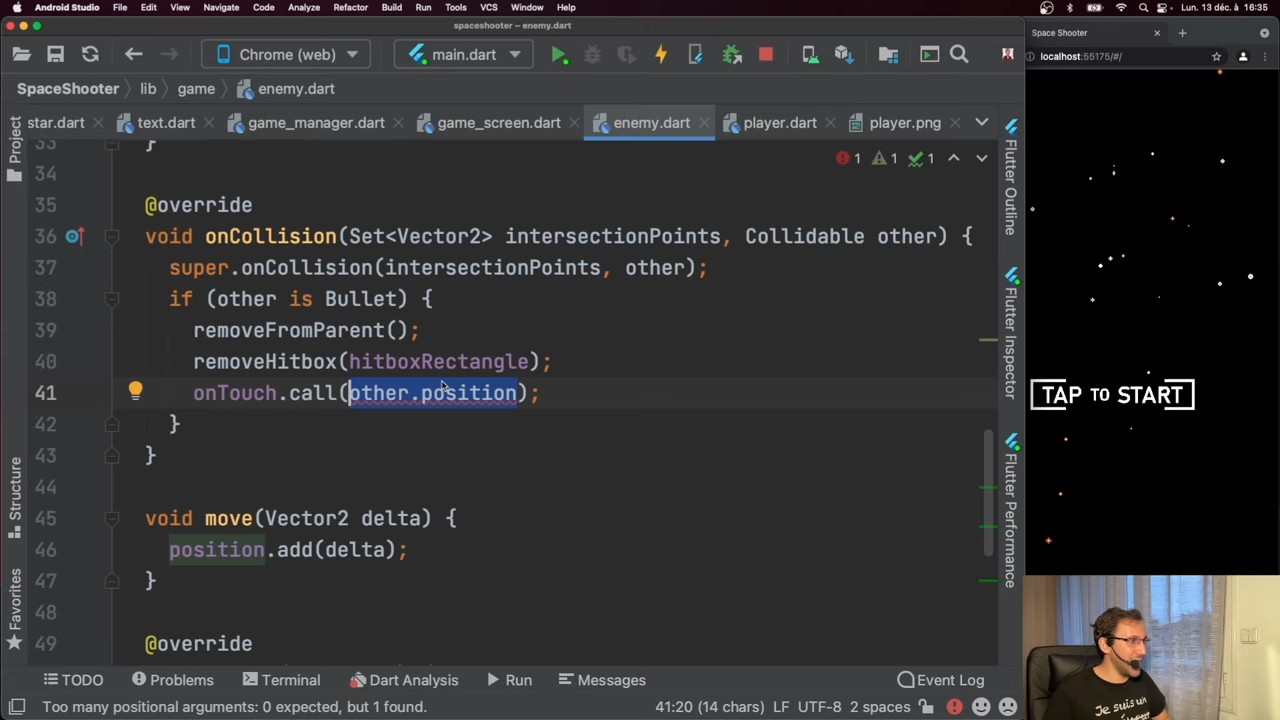 Android Studio File Edit View Navigate Code Analyze Refactor Build Run Tools VCS Window Help Lun. 13 déc. à 16:35
spaceshooter – enemy.dart
Space Shooter
Chrome (web) main.dart
localhost:55175/#/
SpaceShooter lib game enemy.dart
star.dart text.dart game_manager.dart game_screen.dart enemy.dart player.dart player.png
1 1 1
33 }
34
35 @override
36 void onCollision(Set<Vector2> intersectionPoints, Collidable other) {
37 super.onCollision(intersectionPoints, other);
38 if (other is Bullet) {
39 removeFromParent();
40 removeHitbox(hitboxRectangle);
41 onTouch.call(other.position);
42 }
43 }
44
45 void move(Vector2 delta) {
46 position.add(delta);
47 }
48
49 @override
Project
Structure
Favorites
Flutter Outline
Flutter Inspector
Flutter Performance
TAP TO START
Je suis un
TODO Problems Terminal Dart Analysis Run Messages Event Log
Too many positional arguments: 0 expected, but 1 found. 41:20 (14 chars) LF UTF-8 2 spaces